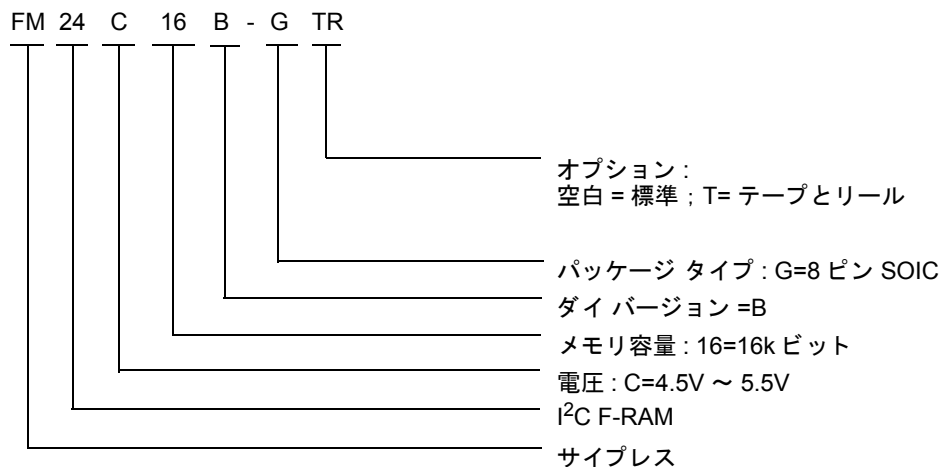 FM 24 C 16 B - G TR
オプション :
空白 = 標準 ; T= テープとリール
パッケージ タイプ : G=8 ピン SOIC
ダイ バージョン =B
メモリ容量 : 16=16k ビット
電圧 : C=4.5V ～ 5.5V
I²C F-RAM
サイプレス